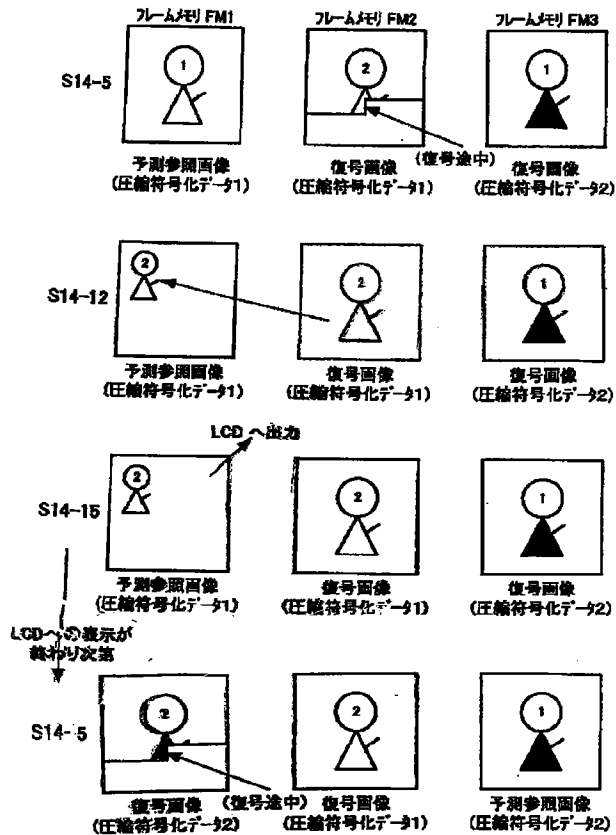 フレームメモリ FM1 フレームメモリ FM2 フレームメモリ FM3
S14-5
1 2 1
(復号途中)
予測参照画像 復号画像 復号画像
(圧縮符号化データ1) (圧縮符号化データ1) (圧縮符号化データ2)
S14-12
2 2 1
予測参照画像 復号画像 復号画像
(圧縮符号化データ1) (圧縮符号化データ1) (圧縮符号化データ2)
LCD へ出力
S14-15
2 2 1
予測参照画像 復号画像 復号画像
(圧縮符号化データ1) (圧縮符号化データ1) (圧縮符号化データ2)
LCDへの表示が
終わり次第
S14-5
2 2 1
復号画像 (復号途中) 復号画像 予測参照画像
(圧縮符号化データ2) (圧縮符号化データ1) (圧縮符号化データ2)